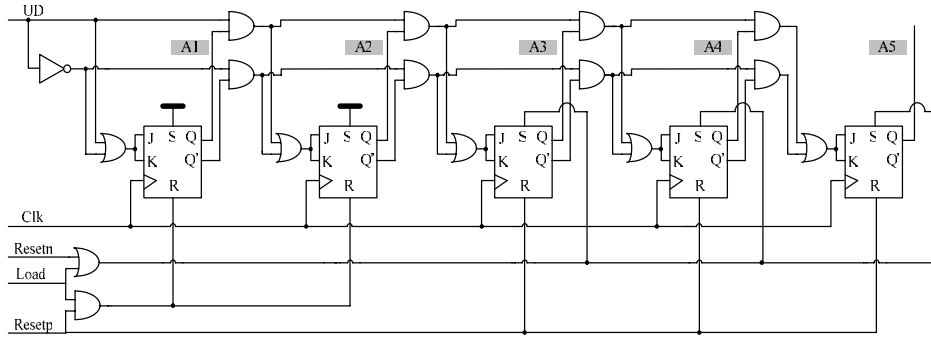 UD
A1 A2 A3 A4 A5
J S Q J S Q J S Q J S Q J S Q
K Q' K Q' K Q' K Q' K Q'
R R R R R
Clk
Resetn
Load
Resetp